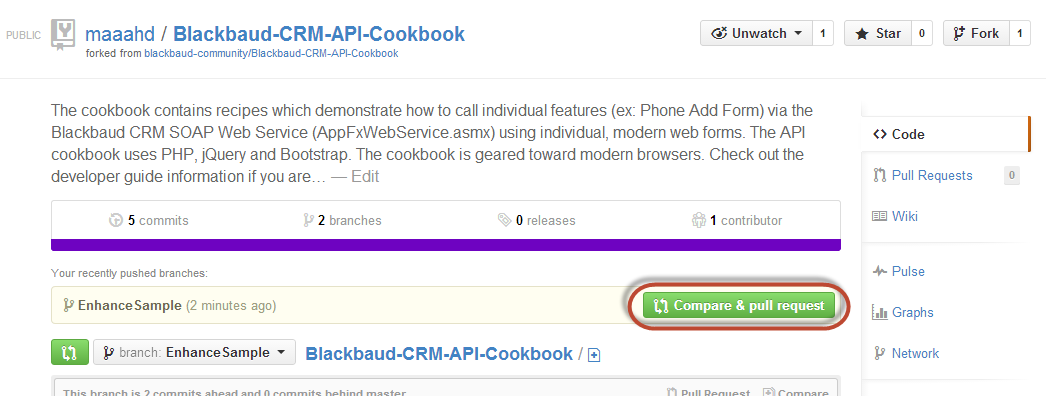 PUBLIC maaahd / Blackbaud-CRM-API-Cookbook
forked from blackbaud-community/Blackbaud-CRM-API-Cookbook
Unwatch 1 Star 0 Fork 1
The cookbook contains recipes which demonstrate how to call individual features (ex: Phone Add Form) via the
Blackbaud CRM SOAP Web Service (AppFxWebService.asmx) using individual, modern web forms. The API
cookbook uses PHP, jQuery and Bootstrap. The cookbook is geared toward modern browsers. Check out the
developer guide information if you are… — Edit
5 commits 2 branches 0 releases 1 contributor
Your recently pushed branches:
EnhanceSample (2 minutes ago) Compare & pull request
branch: EnhanceSample Blackbaud-CRM-API-Cookbook /
This branch is 2 commits ahead and 0 commits behind master Pull Request Compare
Code
Pull Requests 0
Wiki
Pulse
Graphs
Network